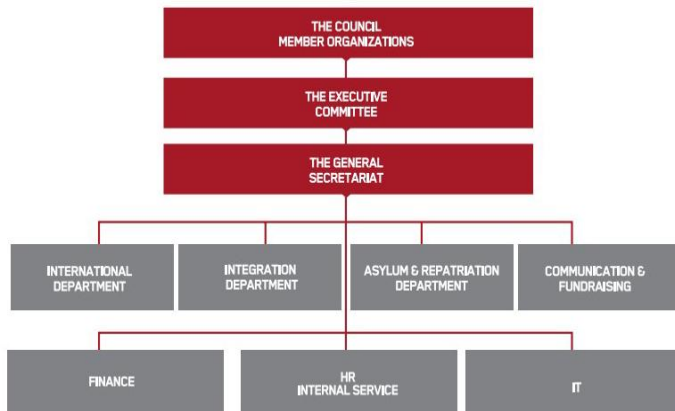 THE COUNCIL
MEMBER ORGANIZATIONS
THE EXECUTIVE
COMMITTEE
THE GENERAL
SECRETARIAT
INTERNATIONAL
DEPARTMENT
INTEGRATION
DEPARTMENT
ASYLUM & REPATRIATION
DEPARTMENT
COMMUNICATION &
FUNDRAISING
FINANCE
HR
INTERNAL SERVICE
IT